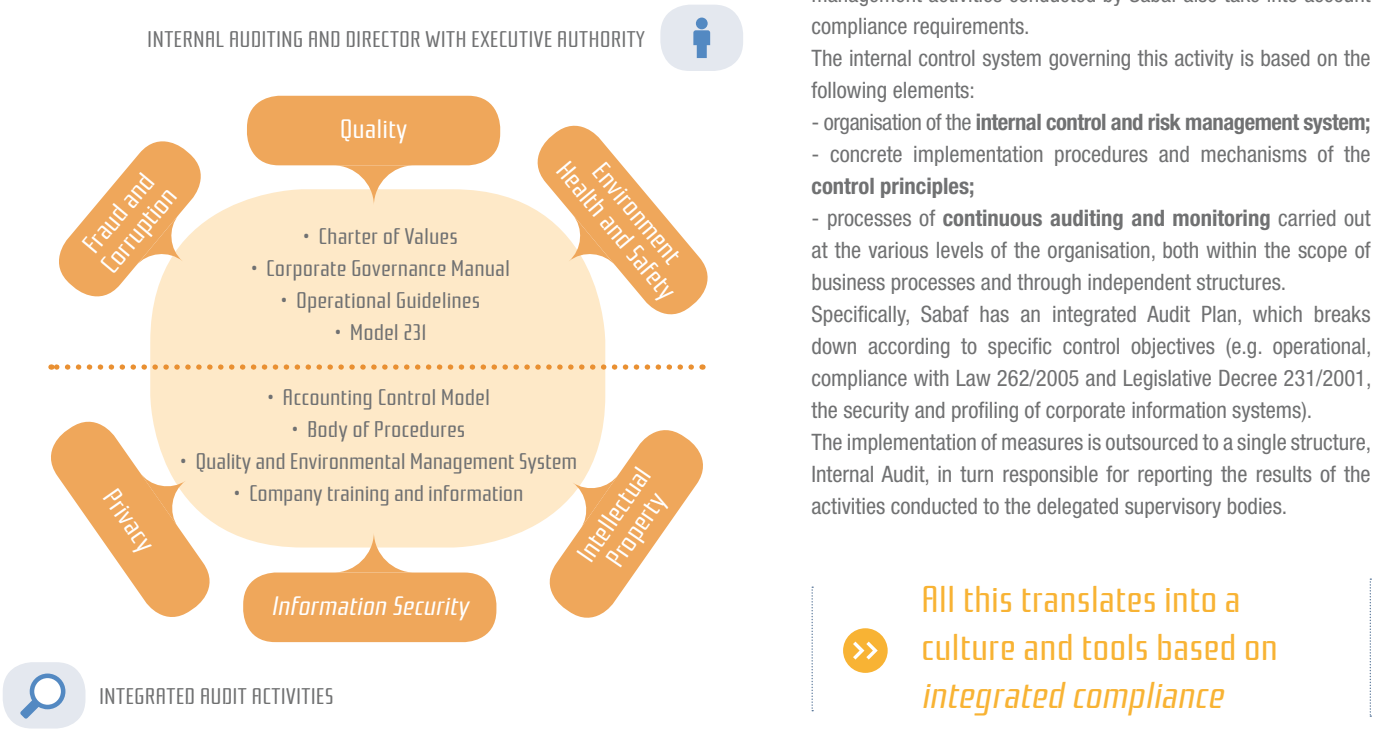 INTERNAL AUDITING AND DIRECTOR WITH EXECUTIVE AUTHORITY
Quality
Fraud and
Corruption
Environment
Health and Safety
• Charter of Values
• Corporate Governance Manual
• Operational Guidelines
• Model 231
• Accounting Control Model
• Body of Procedures
• Quality and Environmental Management System
• Company training and information
Privacy
Intellectual
Property
Information Security
INTEGRATED AUDIT ACTIVITIES
management activities conducted by Sabaf also take into account
compliance requirements.
The internal control system governing this activity is based on the
following elements:
- organisation of the internal control and risk management system;
- concrete implementation procedures and mechanisms of the
control principles;
- processes of continuous auditing and monitoring carried out
at the various levels of the organisation, both within the scope of
business processes and through independent structures.
Specifically, Sabaf has an integrated Audit Plan, which breaks
down according to specific control objectives (e.g. operational,
compliance with Law 262/2005 and Legislative Decree 231/2001,
the security and profiling of corporate information systems).
The implementation of measures is outsourced to a single structure,
Internal Audit, in turn responsible for reporting the results of the
activities conducted to the delegated supervisory bodies.
All this translates into a
culture and tools based on
integrated compliance